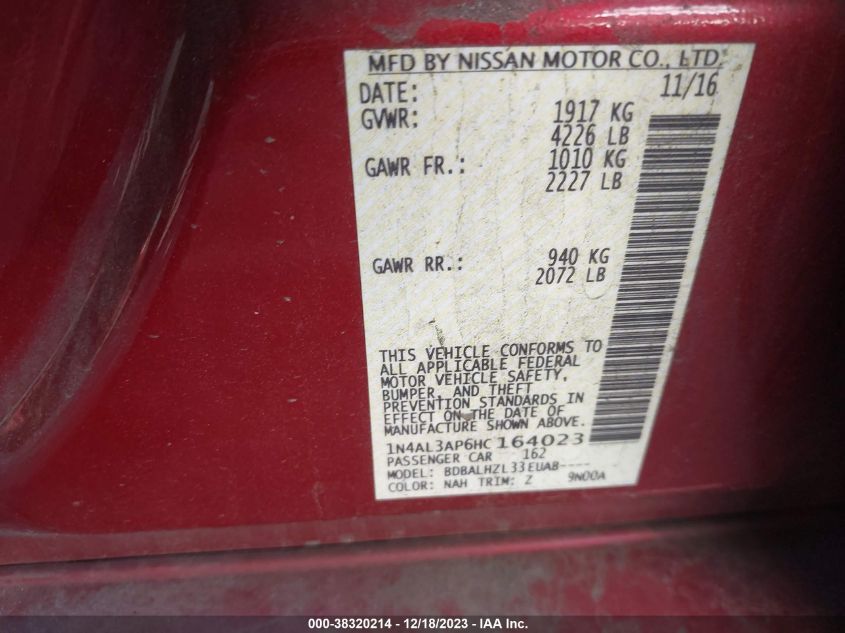 MFD BY NISSAN MOTOR CO., LTD.
DATE: 11/16
GVWR: 1917 KG
4226 LB
GAWR FR.: 1010 KG
2227 LB
GAWR RR.: 940 KG
2072 LB
THIS VEHICLE CONFORMS TO
ALL APPLICABLE FEDERAL
MOTOR VEHICLE SAFETY,
BUMPER, AND THEFT
PREVENTION STANDARDS IN
EFFECT ON THE DATE OF
MANUFACTURE SHOWN ABOVE.
1N4AL3AP6HC164023
PASSENGER CAR 162
MODEL: BDBALHZL33EUAB----
COLOR: NAH TRIM: Z 9N00A
000-38320214 - 12/18/2023 - IAA Inc.